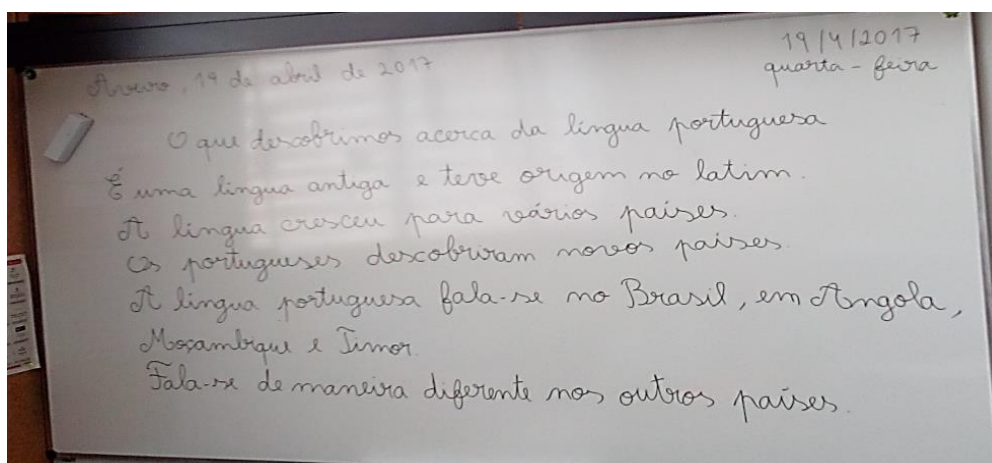 Aveiro, 19 de abril de 2017
19/4/2017
quarta-feira
O que descobrimos acerca da língua portuguesa
É uma língua antiga e teve origem no latim.
A língua cresceu para vários países.
Os portugueses descobriram novos países.
A língua portuguesa fala-se no Brasil, em Angola,
Moçambique e Timor.
Fala-se de maneira diferente nos outros países.